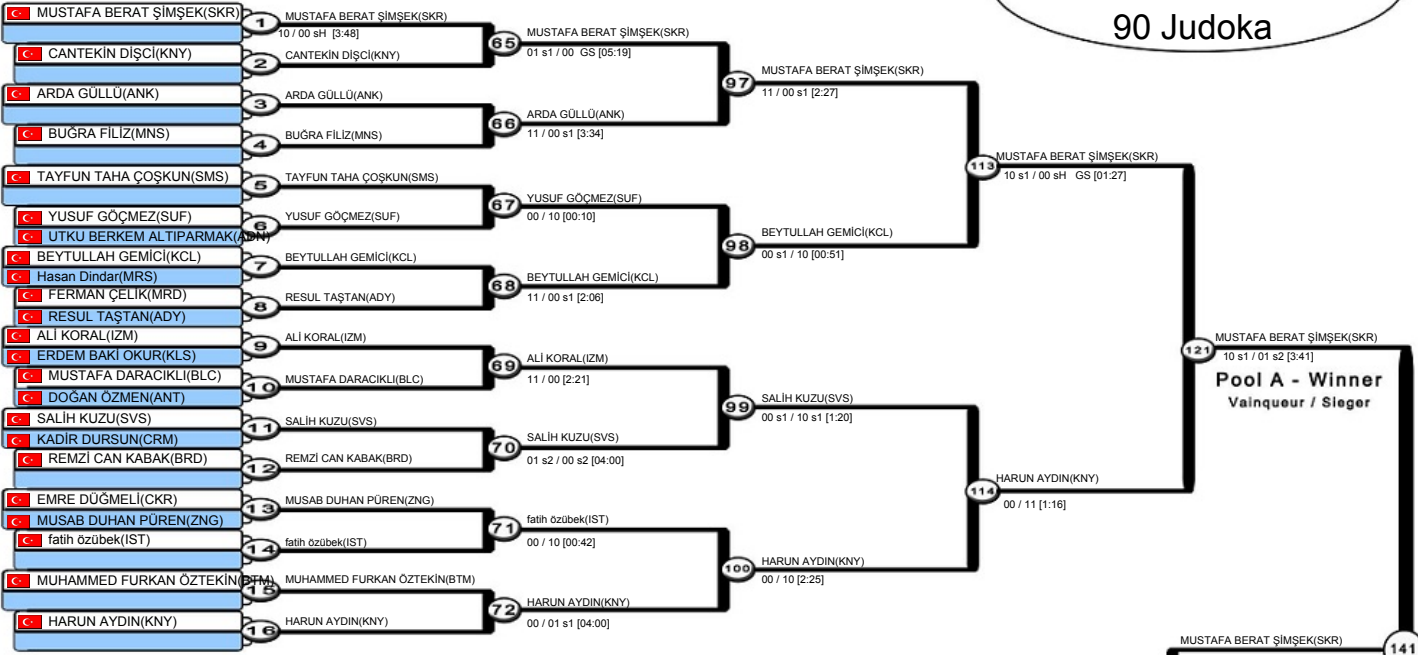 90 Judoka
MUSTAFA BERAT ŞİMŞEK(SKR)
CANTEKİN DİŞCİ(KNY)
ARDA GÜLLÜ(ANK)
BUĞRA FİLİZ(MNS)
TAYFUN TAHA ÇOŞKUN(SMS)
YUSUF GÖÇMEZ(SUF)
UTKU BERKEM ALTIPARMAK(ADN)
BEYTULLAH GEMİCİ(KCL)
Hasan Dindar(MRS)
FERMAN ÇELİK(MRD)
RESUL TAŞTAN(ADY)
ALİ KORAL(IZM)
ERDEM BAKİ OKUR(KLS)
MUSTAFA DARACIKLI(BLC)
DOĞAN ÖZMEN(ANT)
SALİH KUZU(SVS)
KADİR DURSUN(CRM)
REMZİ CAN KABAK(BRD)
EMRE DÜĞMELİ(CKR)
MUSAB DUHAN PÜREN(ZNG)
fatih özübek(IST)
MUHAMMED FURKAN ÖZTEKİN(BTM)
HARUN AYDIN(KNY)
1
2
3
4
5
6
7
8
9
10
11
12
13
14
15
16
MUSTAFA BERAT ŞİMŞEK(SKR)
10 / 00 sH [3:48]
CANTEKİN DİŞCİ(KNY)
ARDA GÜLLÜ(ANK)
BUĞRA FİLİZ(MNS)
TAYFUN TAHA ÇOŞKUN(SMS)
YUSUF GÖÇMEZ(SUF)
BEYTULLAH GEMİCİ(KCL)
RESUL TAŞTAN(ADY)
ALİ KORAL(IZM)
MUSTAFA DARACIKLI(BLC)
SALİH KUZU(SVS)
REMZİ CAN KABAK(BRD)
MUSAB DUHAN PÜREN(ZNG)
fatih özübek(IST)
MUHAMMED FURKAN ÖZTEKİN(BTM)
HARUN AYDIN(KNY)
65
66
67
68
69
70
71
72
MUSTAFA BERAT ŞİMŞEK(SKR)
01 s1 / 00 GS [05:19]
ARDA GÜLLÜ(ANK)
11 / 00 s1 [3:34]
YUSUF GÖÇMEZ(SUF)
00 / 10 [00:10]
BEYTULLAH GEMİCİ(KCL)
11 / 00 s1 [2:06]
ALİ KORAL(IZM)
11 / 00 [2:21]
SALİH KUZU(SVS)
01 s2 / 00 s2 [04:00]
fatih özübek(IST)
00 / 10 [00:42]
HARUN AYDIN(KNY)
00 / 01 s1 [04:00]
97
98
99
100
MUSTAFA BERAT ŞİMŞEK(SKR)
11 / 00 s1 [2:27]
BEYTULLAH GEMİCİ(KCL)
00 s1 / 10 [00:51]
SALİH KUZU(SVS)
00 s1 / 10 s1 [1:20]
HARUN AYDIN(KNY)
00 / 10 [2:25]
113
114
MUSTAFA BERAT ŞİMŞEK(SKR)
10 s1 / 00 sH GS [01:27]
HARUN AYDIN(KNY)
00 / 11 [1:16]
121
MUSTAFA BERAT ŞİMŞEK(SKR)
10 s1 / 01 s2 [3:41]
Pool A - Winner
Vainqueur / Sieger
MUSTAFA BERAT ŞİMŞEK(SKR)
141